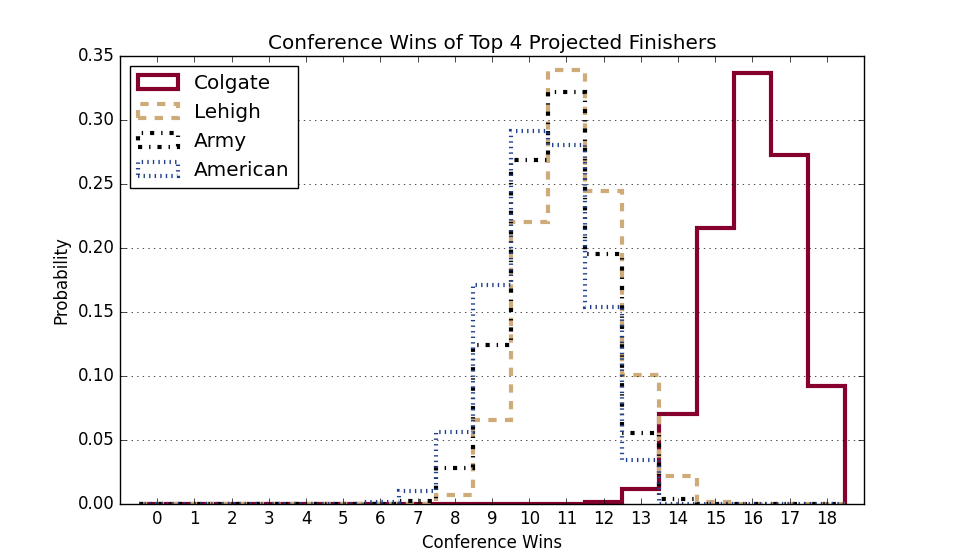 Conference Wins of Top 4 Projected Finishers
Colgate
Lehigh
Army
American
Probability
0.35
0.30
0.25
0.20
0.15
0.10
0.05
0.00
0 1 2 3 4 5 6 7 8 9 10 11 12 13 14 15 16 17 18
Conference Wins